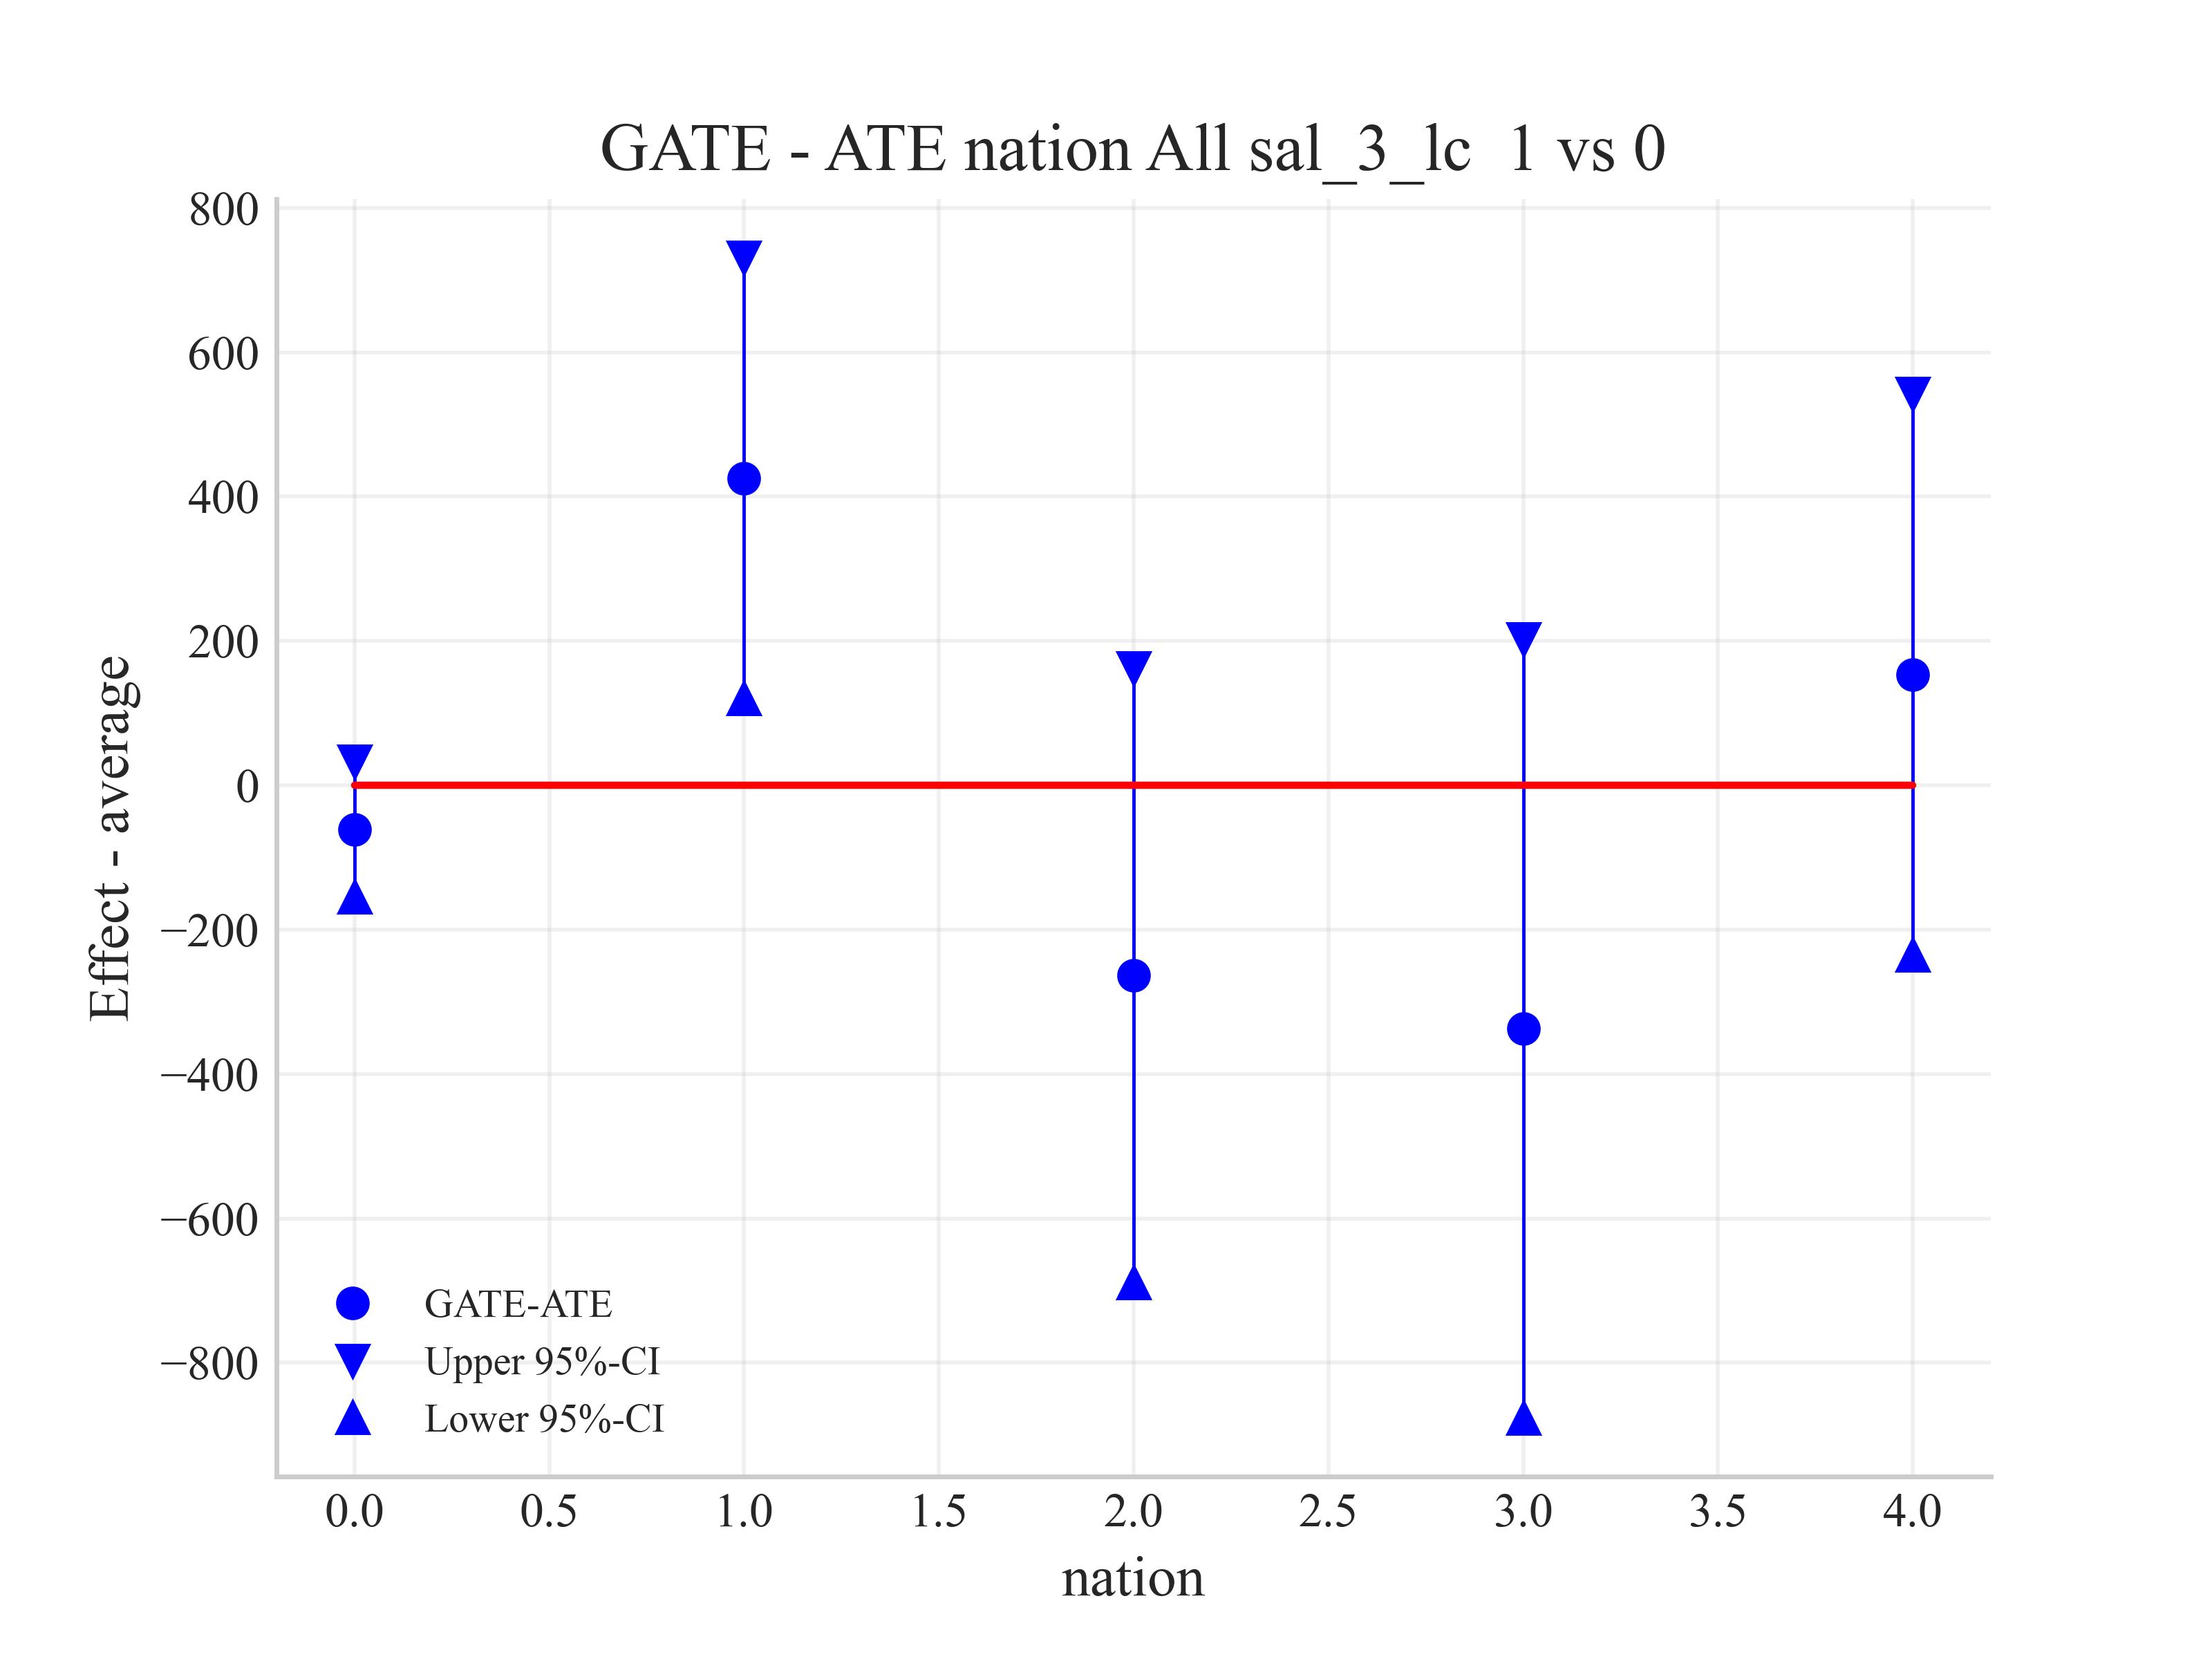 GATE - ATE nation All sal_3_lc  1 vs 0
800
600
400
200
0
−200
−400
−600
−800
Effect - average
GATE-ATE
Upper 95%-CI
Lower 95%-CI
0.0 0.5 1.0 1.5 2.0 2.5 3.0 3.5 4.0
nation